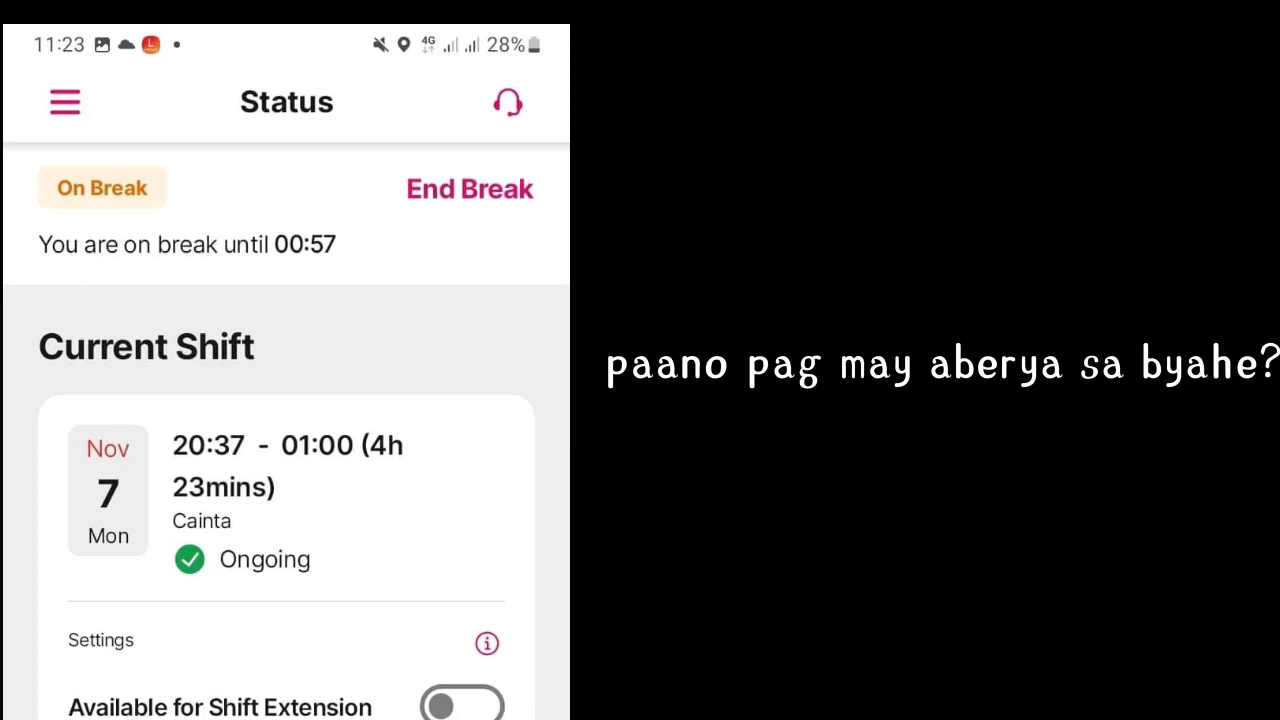 11:23 4G 28%
Status
On Break End Break
You are on break until 00:57
Current Shift
Nov
7
Mon
20:37 - 01:00 (4h
23mins)
Cainta
Ongoing
Settings
Available for Shift Extension
paano pag may aberya sa byahe?